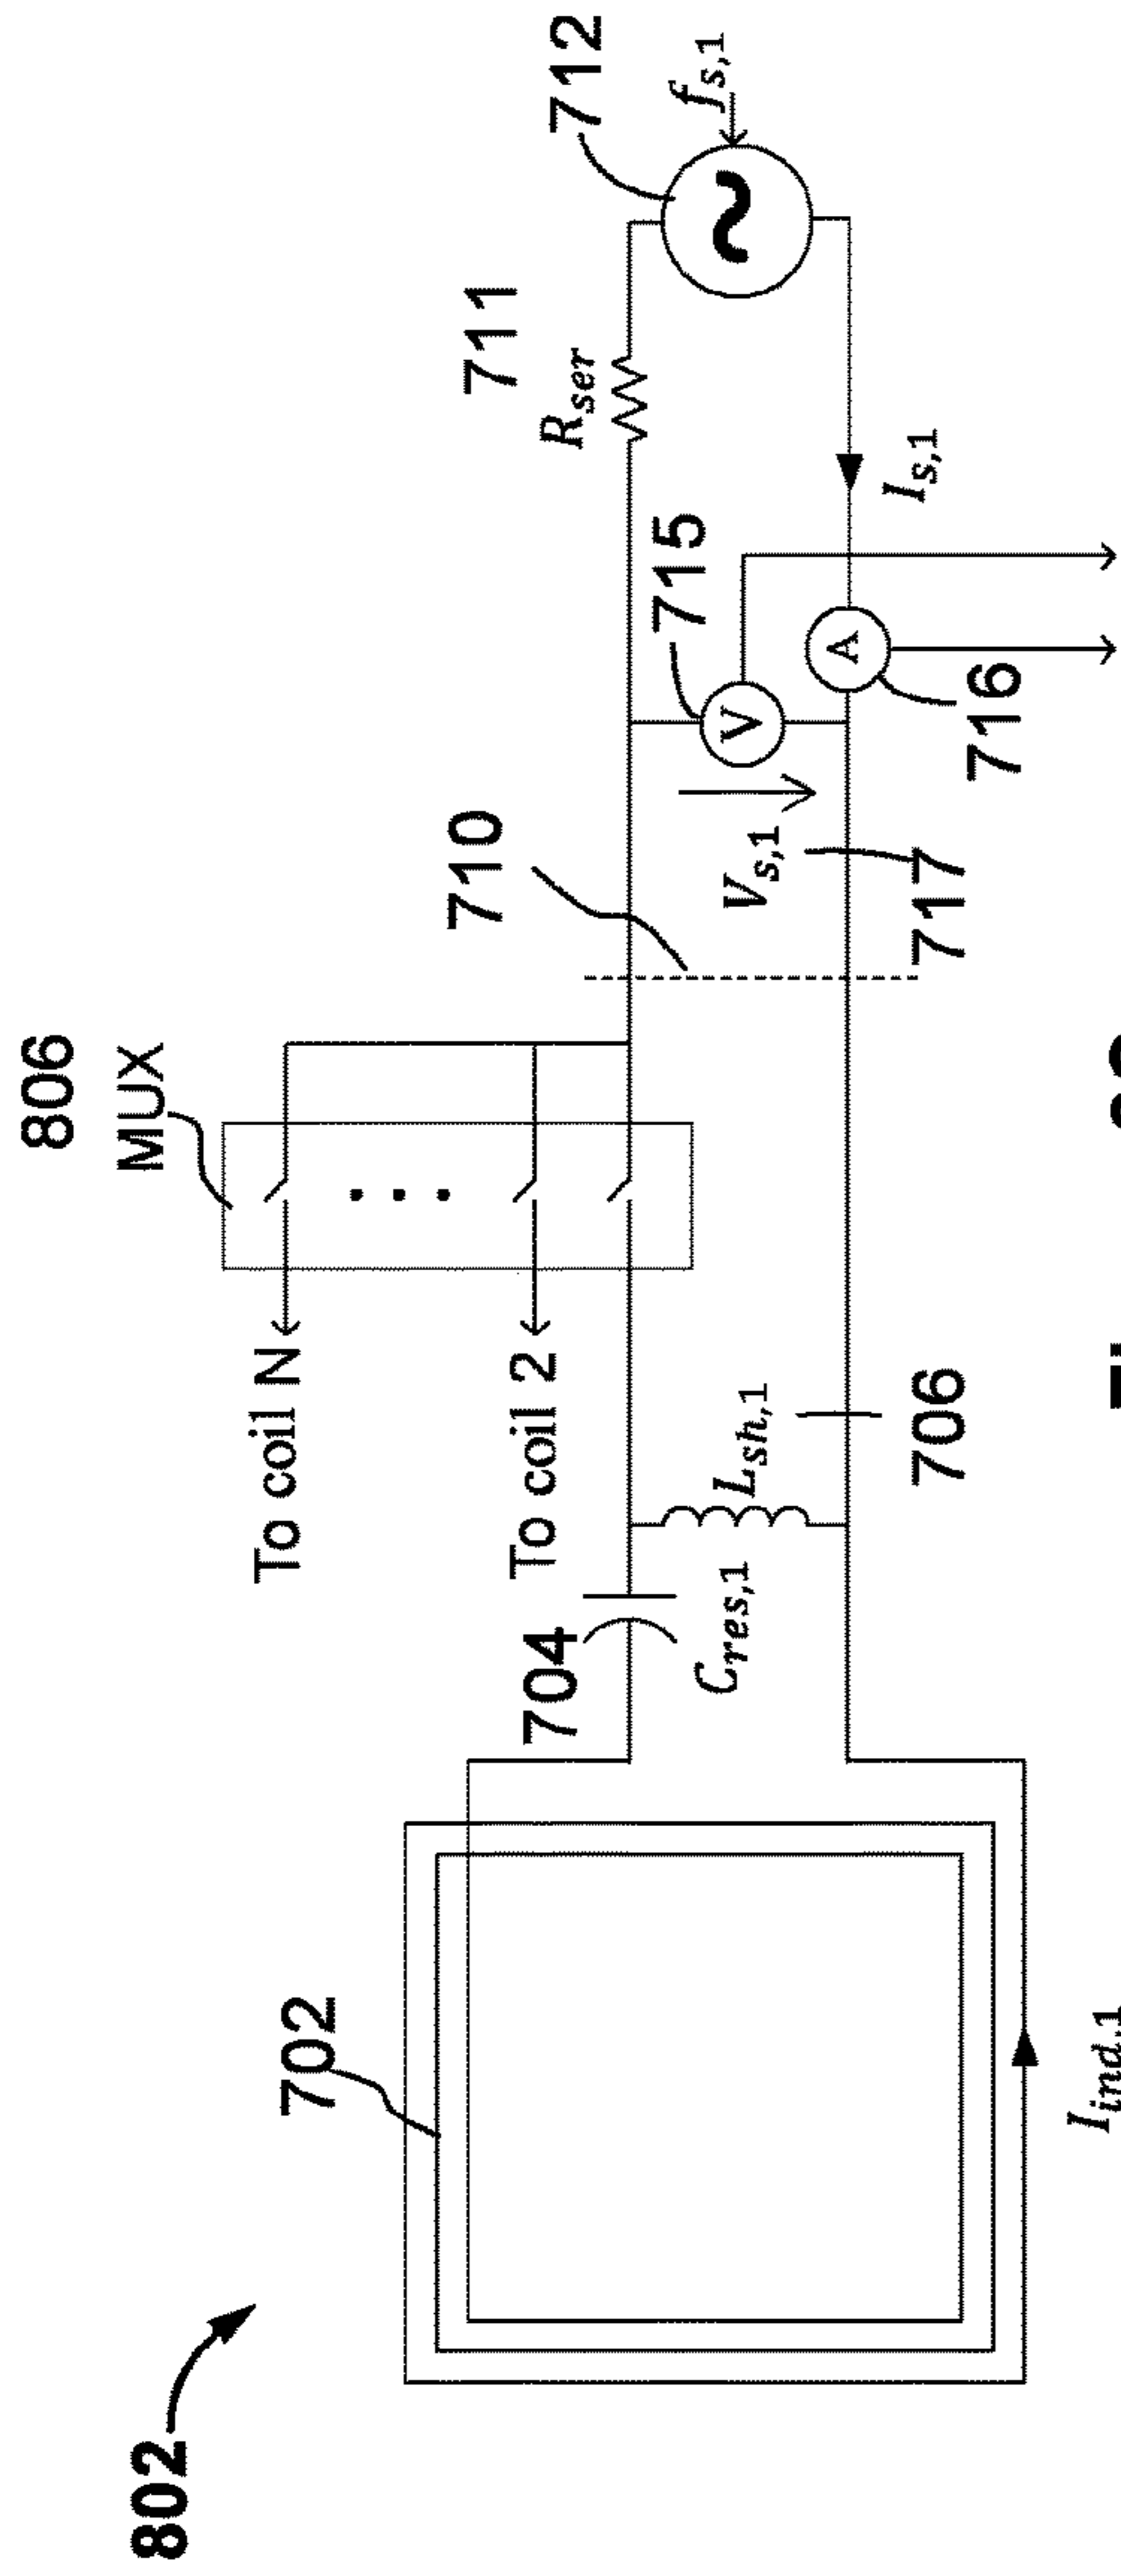 802
702
I_ind,1
704
C_res,1
L_sh,1
706
To coil N
To coil 2
806
MUX
710
V_s,1
717
715
V
A
716
I_s,1
711
R_ser
712
f_s,1